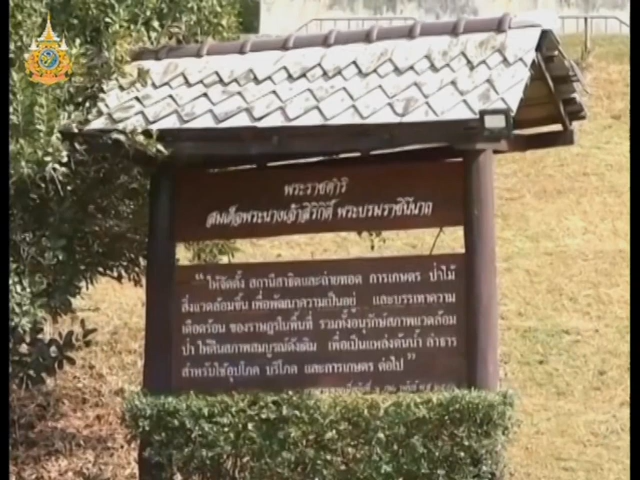 พระราชดำริ
สมเด็จพระนางเจ้าสิริกิติ์ พระบรมราชินีนาถ
“ ให้จัดตั้ง สถานีสาธิตและถ่ายทอด การเกษตร ป่าไม้
สิ่งแวดล้อมขึ้น เพื่อพัฒนาความเป็นอยู่ และบรรเทาความ
เดือดร้อน ของราษฎรในพื้นที่ รวมทั้งอนุรักษ์สภาพแวดล้อม
ป่า ให้คืนสภาพสมบูรณ์ดังเดิม เพื่อเป็นแหล่งต้นน้ำ ลำธาร
สำหรับใช้อุปโภค บริโภค และการเกษตร ต่อไป ”